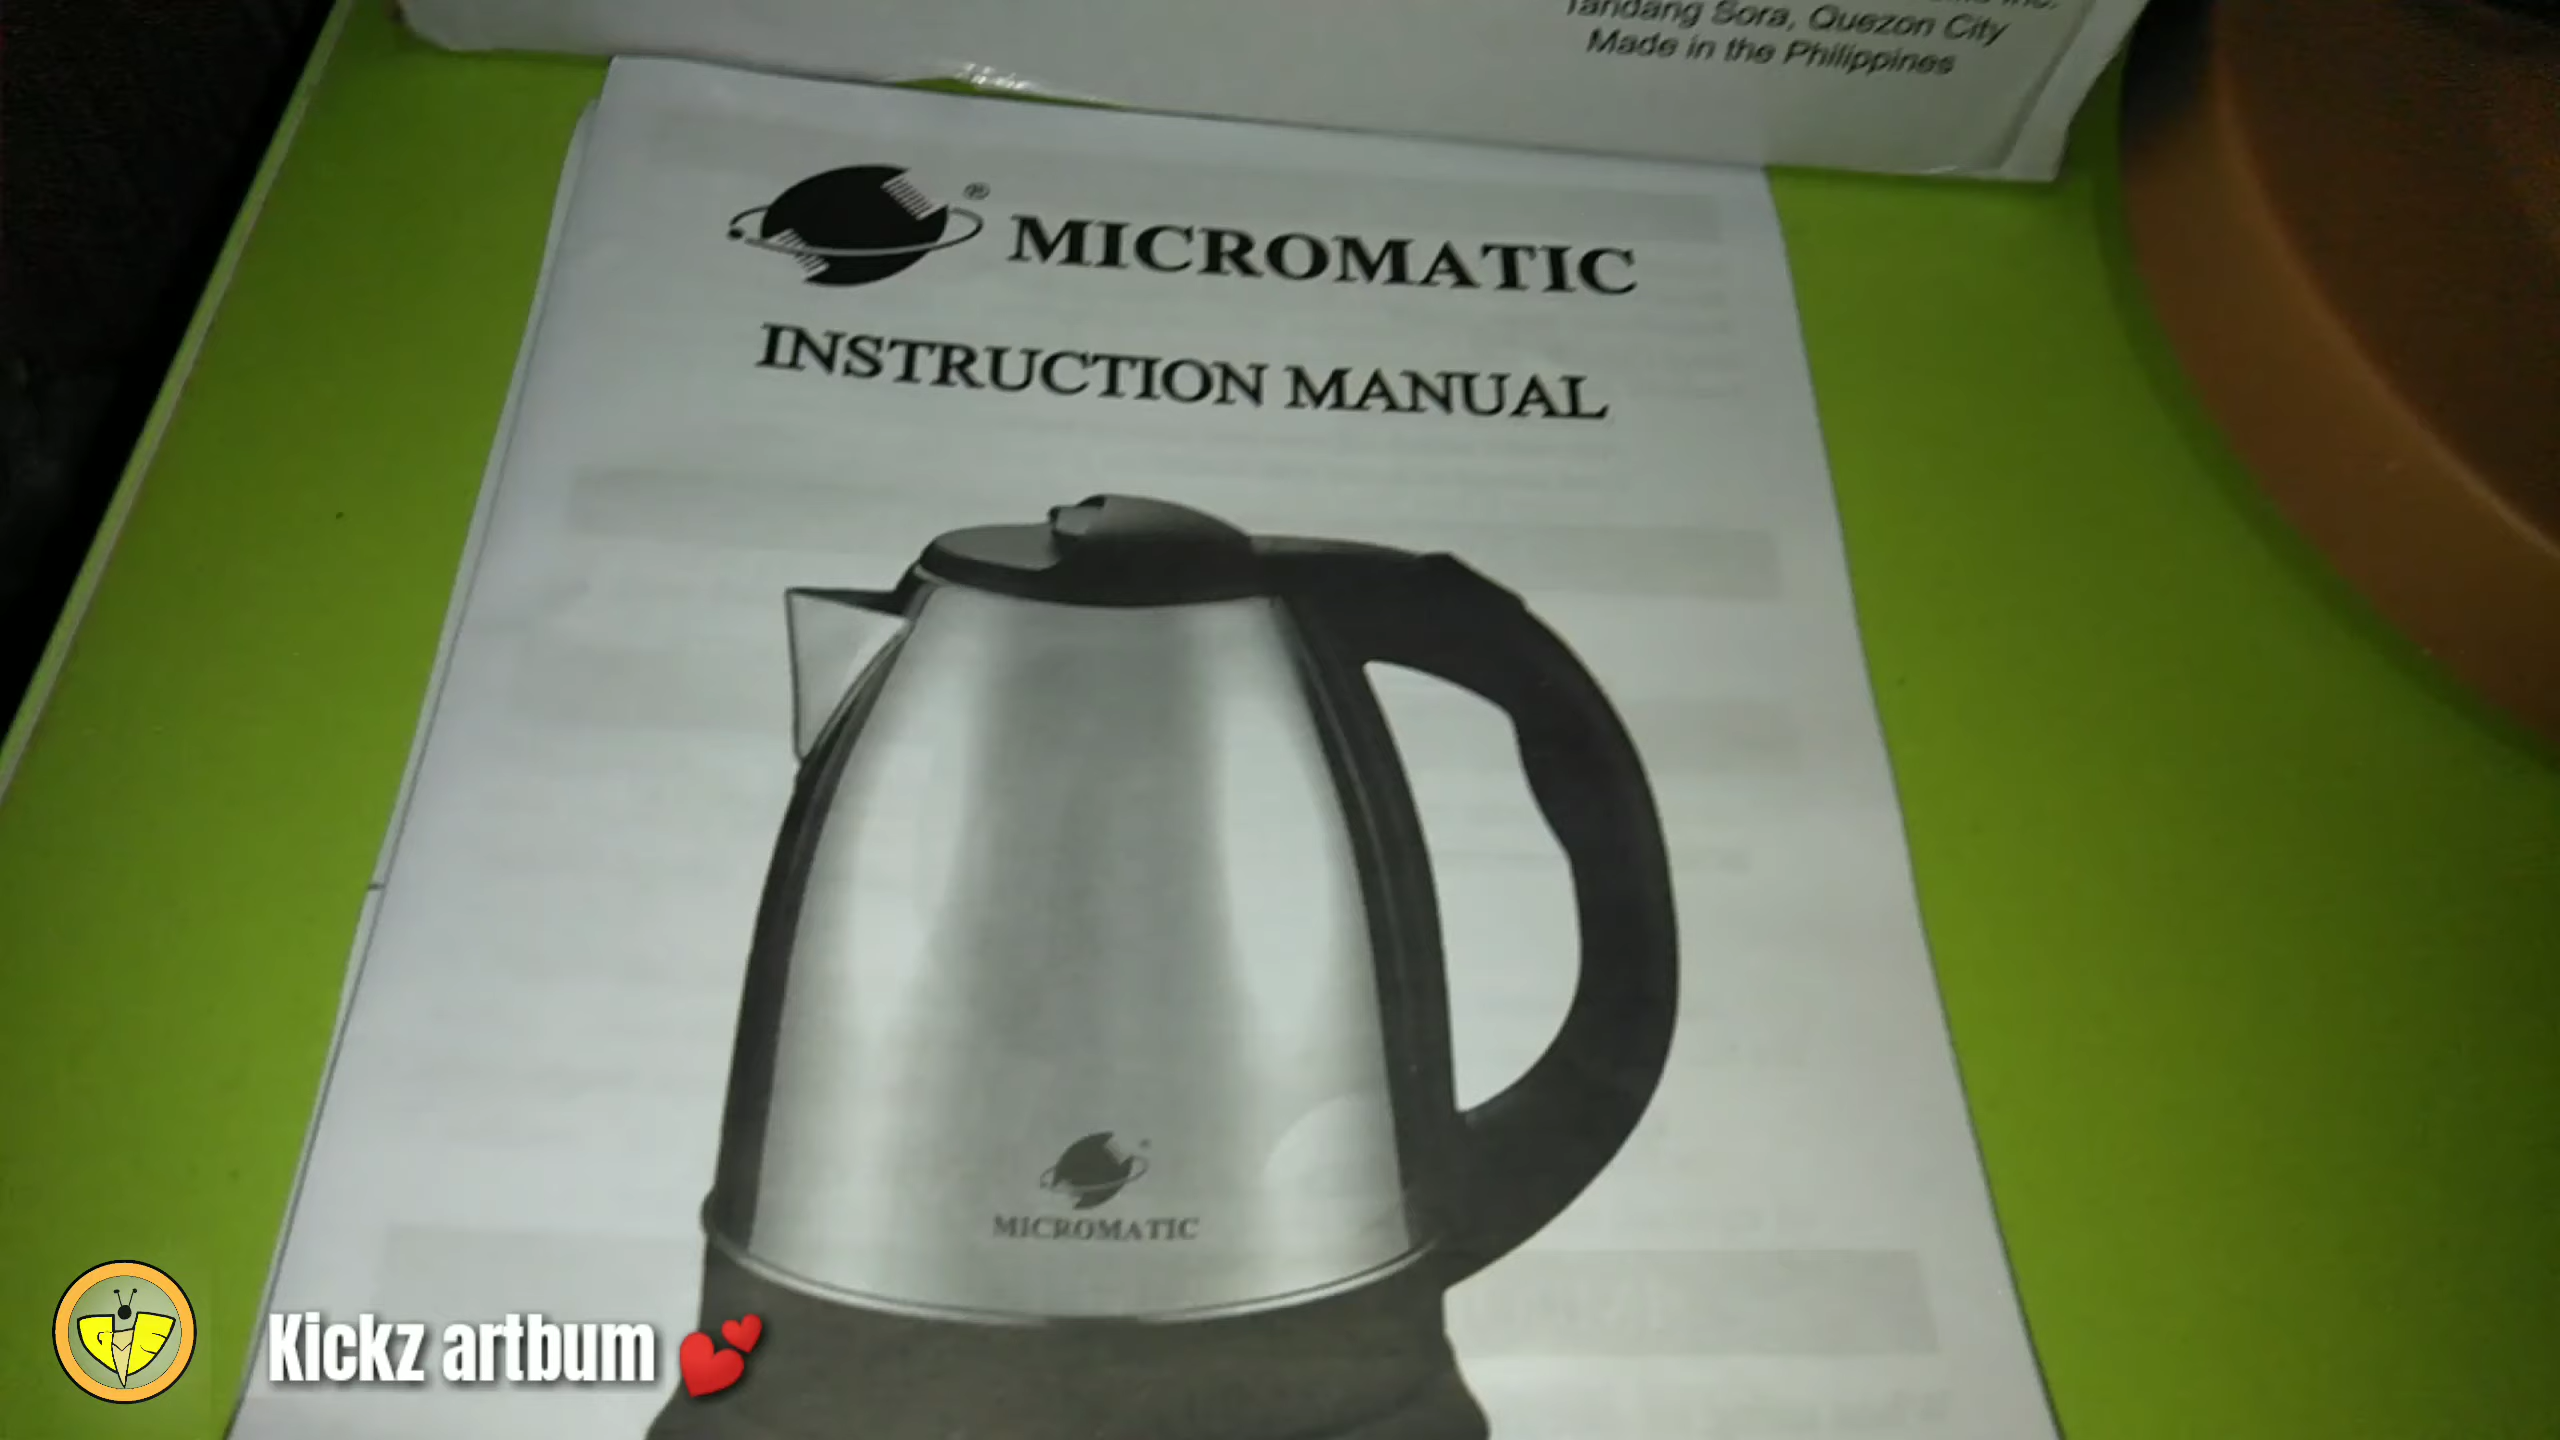 Tandang Sora, Quezon City
Made in the Philippines
®
MICROMATIC
INSTRUCTION MANUAL
MICROMATIC
Kickz artbum 💕